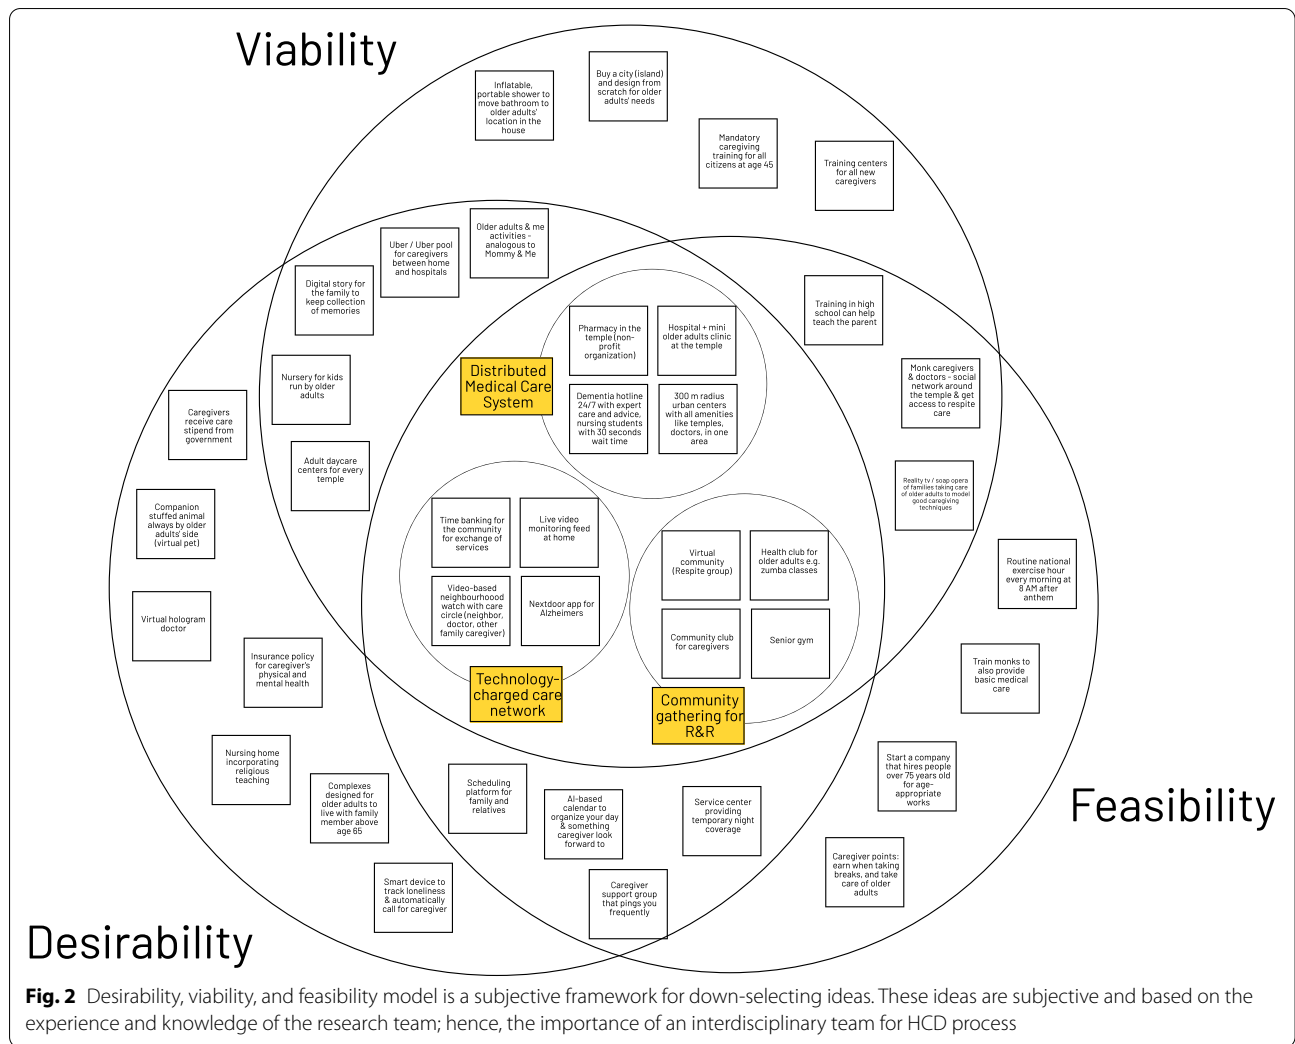 Viability
Inflatable,
portable shower to
move bathroom to
older adults'
location in the
house
Buy a city (island)
and design from
scratch for older
adults' needs
Mandatory
caregiving
training for all
citizens at age 45
Training centers
for all new
caregivers
Older adults & me
activities -
analogous to
Mommy & Me
Uber / Uber pool
for caregivers
between home
and hospitals
Digital story for
the family to
keep collection
of memories
Nursery for kids
run by older
adults
Adult daycare
centers for every
temple
Training in high
school can help
teach the parent
Monk caregivers
& doctors - social
network around
the temple & get
access to respite
care
Reality tv / soap opera
of families taking care
of older adults to model
good caregiving
techniques
Distributed
Medical Care
System
Pharmacy in the
temple (non-
profit
organization)
Hospital + mini
older adults clinic
at the temple
Dementia hotline
24/7 with expert
care and advice,
nursing students
with 30 seconds
wait time
300 m radius
urban centers
with all amenities
like temples,
doctors, in one
area
Time banking for
the community
for exchange of
services
Live video
monitoring feed
at home
Video-based
neighbourhoood
watch with care
circle (neighbor,
doctor, other
family caregiver)
Nextdoor app for
Alzheimers
Technology-
charged care
network
Virtual
community
(Respite group)
Health club for
older adults e.g.
zumba classes
Community club
for caregivers
Senior gym
Community
gathering for
R&R
Caregivers
receive care
stipend from
government
Companion
stuffed animal
always by older
adults' side
(virtual pet)
Virtual hologram
doctor
Insurance policy
for caregiver's
physical and
mental health
Nursing home
incorporating
religious
teaching
Complexes
designed for
older adults to
live with family
member above
age 65
Smart device to
track loneliness
& automatically
call for caregiver
Scheduling
platform for
family and
relatives
AI-based
calendar to
organize your day
& something
caregiver look
forward to
Service center
providing
temporary night
coverage
Caregiver
support group
that pings you
frequently
Routine national
exercise hour
every morning at
8 AM after
anthem
Train monks to
also provide
basic medical
care
Start a company
that hires people
over 75 years old
for age-
appropriate
works
Caregiver points:
earn when taking
breaks, and take
care of older
adults
Feasibility
Desirability
Fig. 2 Desirability, viability, and feasibility model is a subjective framework for down-selecting ideas. These ideas are subjective and based on the
experience and knowledge of the research team; hence, the importance of an interdisciplinary team for HCD process